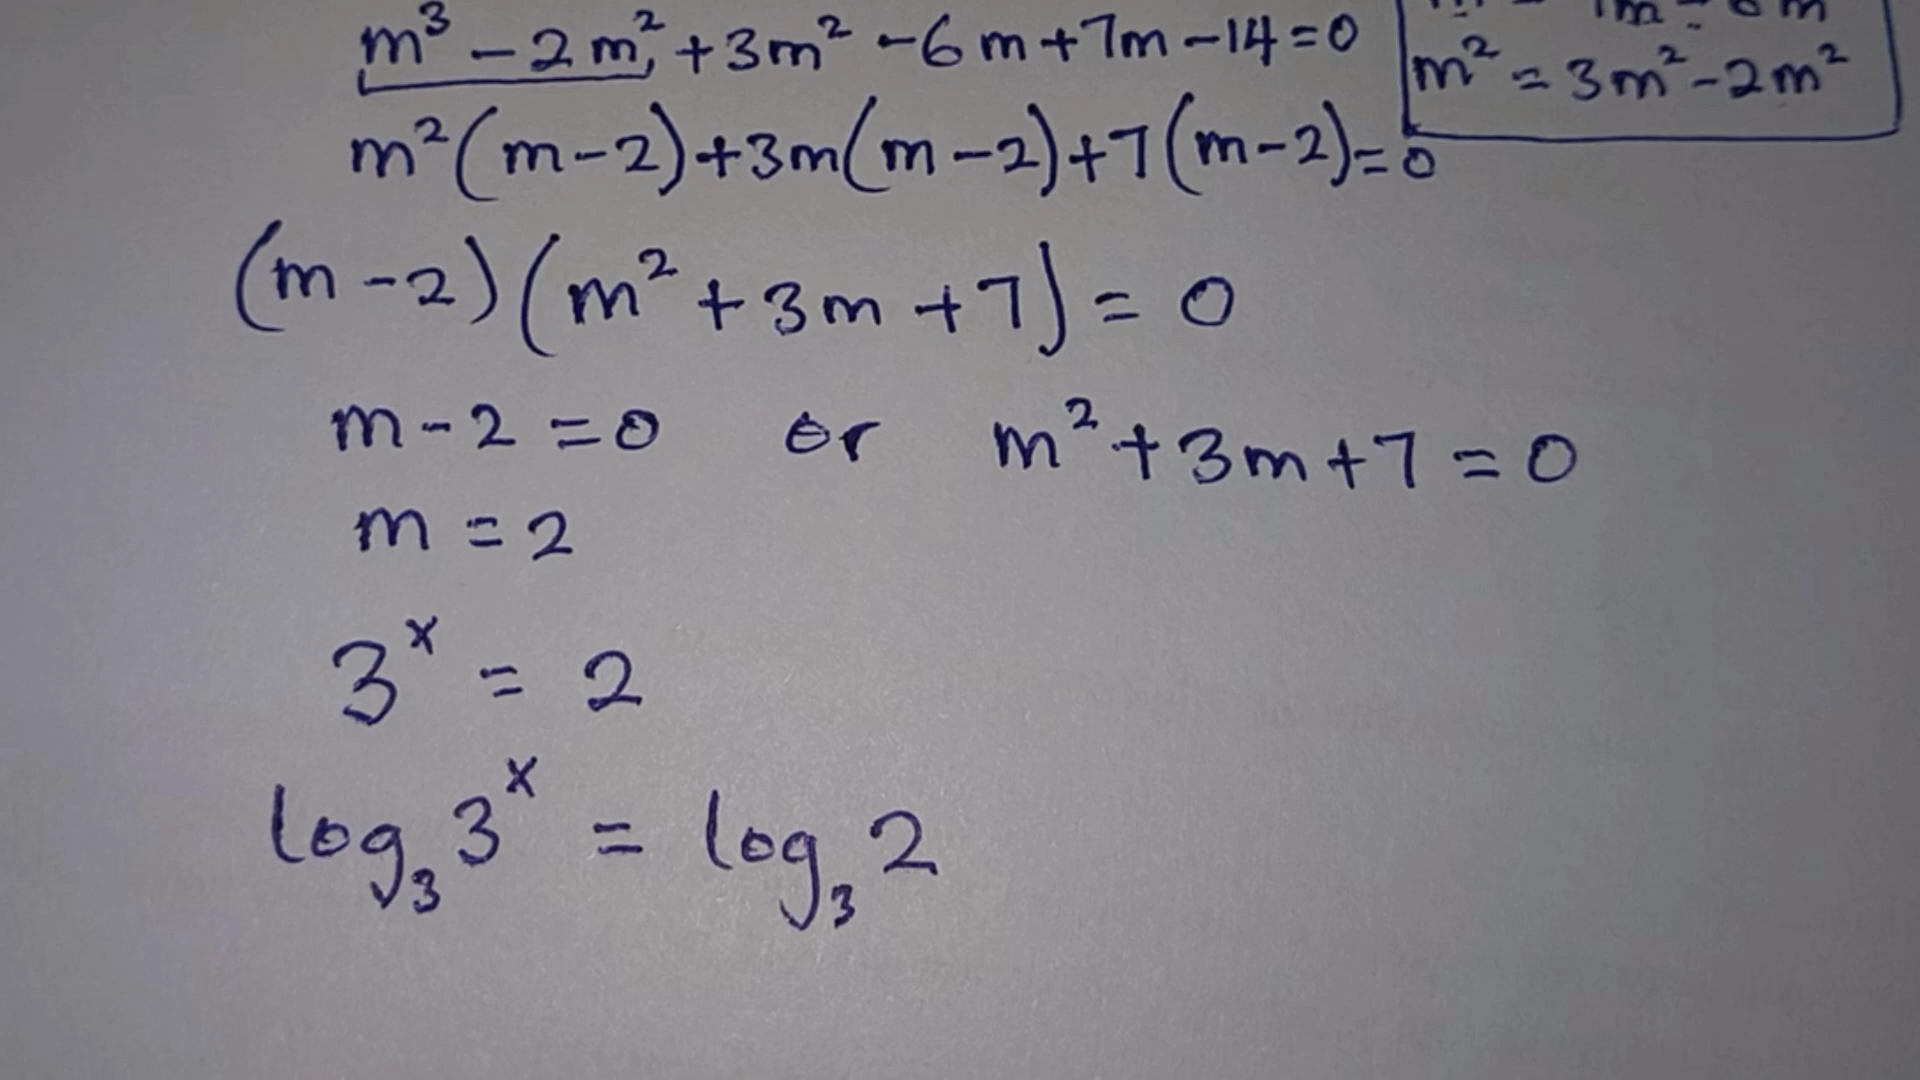 m³ - 2m² + 3m² - 6m + 7m - 14 = 0
m² = 3m² - 2m²
m²(m-2) + 3m(m-2) + 7(m-2) = 0
(m-2)(m² + 3m + 7) = 0
m - 2 = 0 or m² + 3m + 7 = 0
m = 2
3ˣ = 2
log₃ 3ˣ = log₃ 2